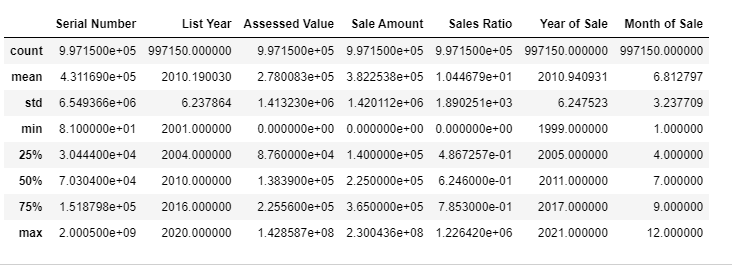 Serial Number List Year Assessed Value Sale Amount Sales Ratio Year of Sale Month of Sale
count 9.971500e+05 997150.000000 9.971500e+05 9.971500e+05 9.971500e+05 997150.000000 997150.000000
mean 4.311690e+05 2010.190030 2.780083e+05 3.822538e+05 1.044679e+01 2010.940931 6.812797
std 6.549366e+06 6.237864 1.413230e+06 1.420112e+06 1.890251e+03 6.247523 3.237709
min 8.100000e+01 2001.000000 0.000000e+00 0.000000e+00 0.000000e+00 1999.000000 1.000000
25% 3.044400e+04 2004.000000 8.760000e+04 1.400000e+05 4.867257e-01 2005.000000 4.000000
50% 7.030400e+04 2010.000000 1.383900e+05 2.250000e+05 6.246000e-01 2011.000000 7.000000
75% 1.518798e+05 2016.000000 2.255600e+05 3.650000e+05 7.853000e-01 2017.000000 9.000000
max 2.000500e+09 2020.000000 1.428587e+08 2.300436e+08 1.226420e+06 2021.000000 12.000000